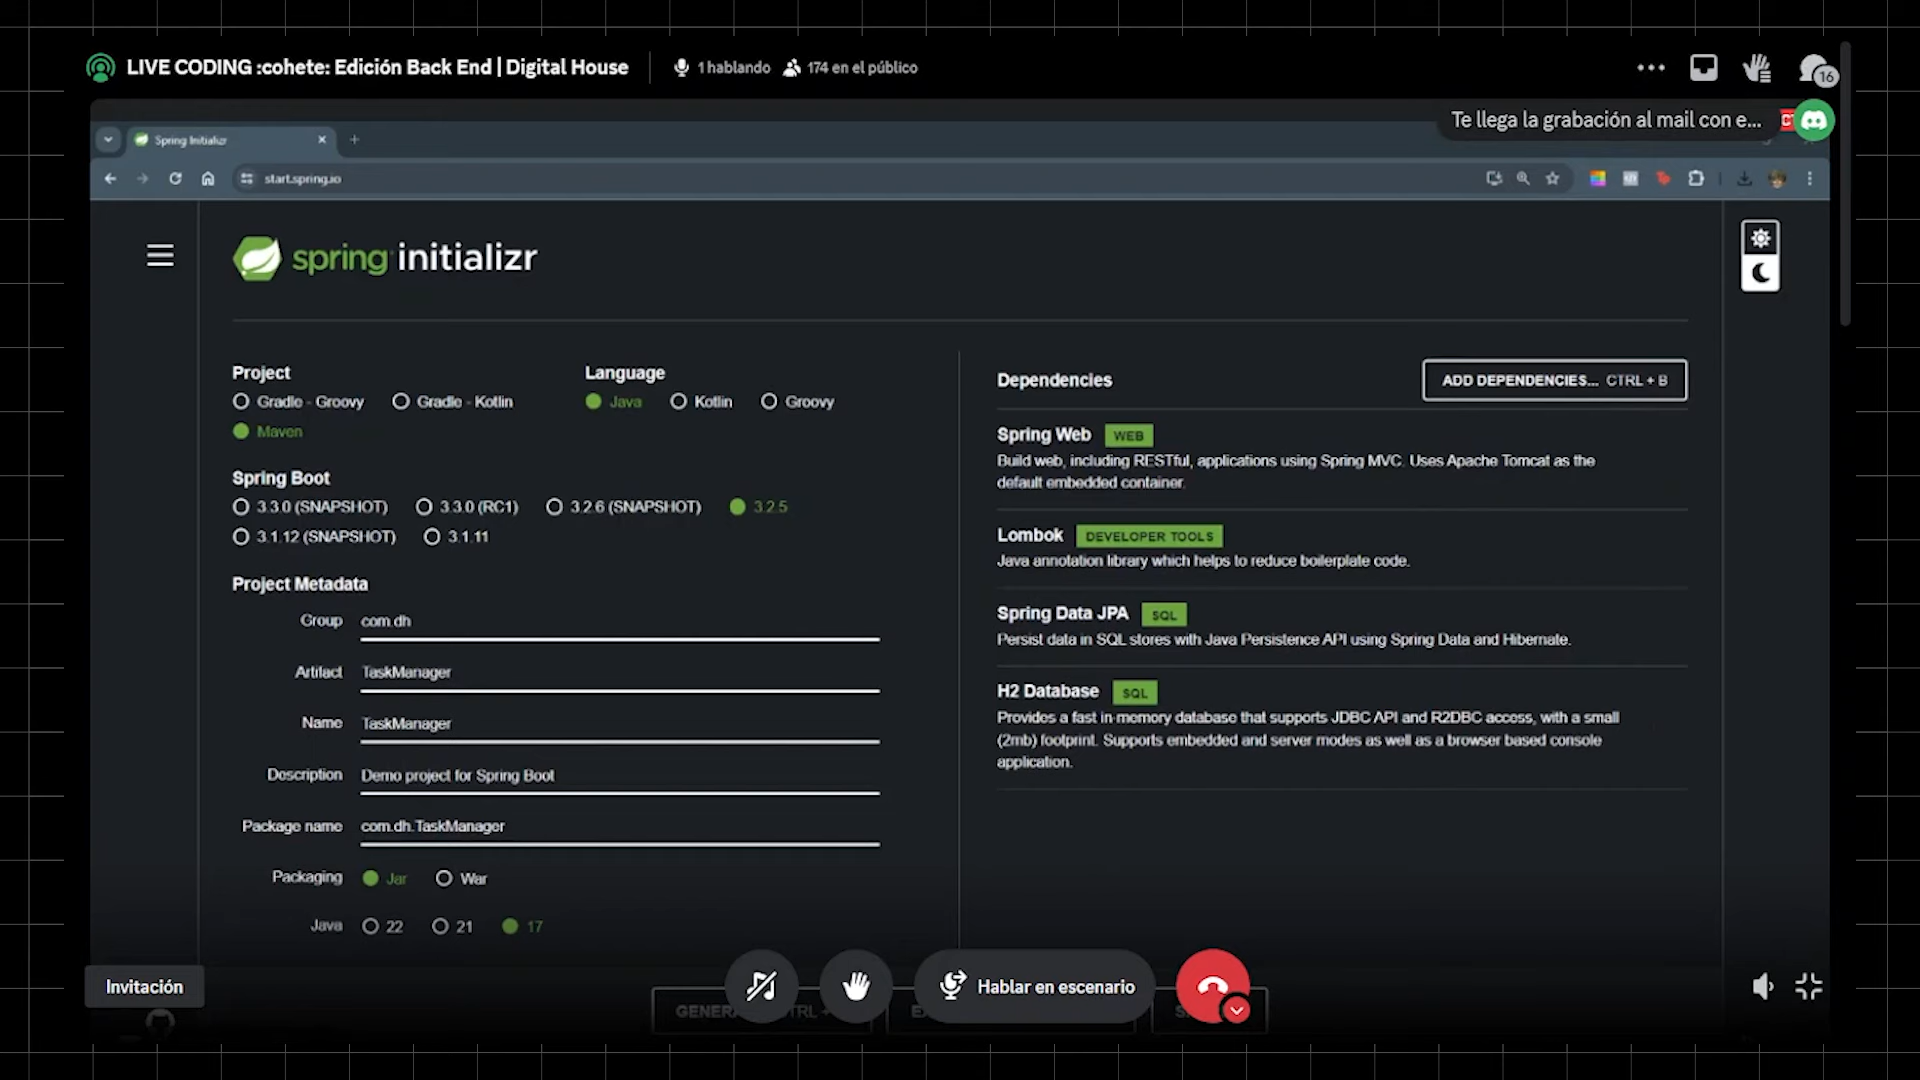 LIVE CODING :cohete: Edición Back End | Digital House
1 hablando
174 en el público
16
Te llega la grabación al mail con e...
Spring Initializr
start.spring.io
spring initializr
Project
Gradle - Groovy
Gradle - Kotlin
Maven
Language
Java
Kotlin
Groovy
Spring Boot
3.3.0 (SNAPSHOT)
3.3.0 (RC1)
3.2.6 (SNAPSHOT)
3.2.5
3.1.12 (SNAPSHOT)
3.1.11
Project Metadata
Group com.dh
Artifact TaskManager
Name TaskManager
Description Demo project for Spring Boot
Package name com.dh.TaskManager
Packaging Jar War
Java 22 21 17
Dependencies
ADD DEPENDENCIES... CTRL + B
Spring Web WEB
Build web, including RESTful, applications using Spring MVC. Uses Apache Tomcat as the
default embedded container.
Lombok DEVELOPER TOOLS
Java annotation library which helps to reduce boilerplate code.
Spring Data JPA SQL
Persist data in SQL stores with Java Persistence API using Spring Data and Hibernate.
H2 Database SQL
Provides a fast in-memory database that supports JDBC API and R2DBC access, with a small
(2mb) footprint. Supports embedded and server modes as well as a browser based console
application.
Invitación
Hablar en escenario